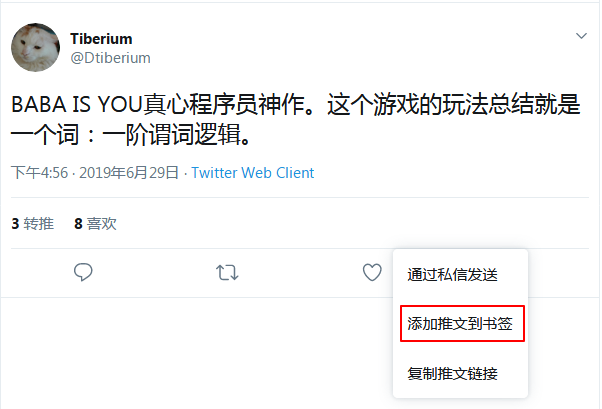 Tiberium
@Dtiberium
BABA IS YOU真心程序员神作。这个游戏的玩法总结就是
一个词：一阶谓词逻辑。
下午4:56 · 2019年6月29日 · Twitter Web Client
3 转推 8 喜欢
通过私信发送
添加推文到书签
复制推文链接